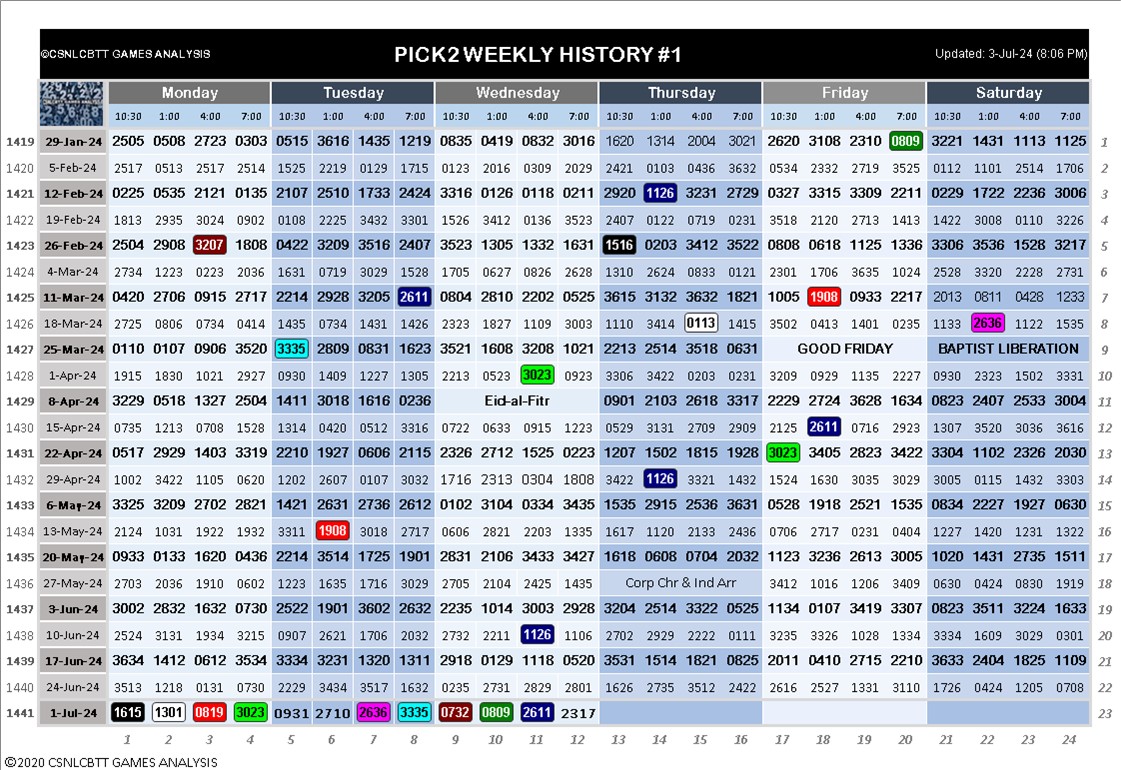 ©CSNLCBTT GAMES ANALYSIS PICK2 WEEKLY HISTORY #1 Updated: 3-Jul-24 (8:06 PM)
Monday Tuesday Wednesday Thursday Friday Saturday
10:30 1:00 4:00 7:00 10:30 1:00 4:00 7:00 10:30 1:00 4:00 7:00 10:30 1:00 4:00 7:00 10:30 1:00 4:00 7:00 10:30 1:00 4:00 7:00
1419 29-Jan-24 2505 0508 2723 0303 0515 3616 1435 1219 0835 0419 0832 3016 1620 1314 2004 3021 2620 3108 2310 0809 3221 1431 1113 1125 1
1420 5-Feb-24 2517 0513 2517 2514 1525 2219 0129 1715 0123 2016 0309 2029 2421 0103 0436 3632 0534 2332 2719 3525 0112 1101 2514 1706 2
1421 12-Feb-24 0225 0535 2121 0135 2107 2510 1733 2424 3316 0126 0118 0211 2920 1126 3231 2729 0327 3315 3309 2211 0229 1722 2236 3006 3
1422 19-Feb-24 1813 2935 3024 0902 0108 2225 3432 3301 1526 3412 0136 3523 2407 0122 0719 0231 3518 2120 2713 1413 1422 3008 0110 3226 4
1423 26-Feb-24 2504 2908 3207 1808 0422 3209 3516 2407 3523 1305 1332 1631 1516 0203 3412 3522 0808 0618 1125 1336 3306 3536 1528 3217 5
1424 4-Mar-24 2734 1223 0223 2036 1631 0719 3029 1528 1705 0627 0826 2628 1310 2624 0833 0121 2301 1706 3635 1024 2528 3320 2228 2731 6
1425 11-Mar-24 0420 2706 0915 2717 2214 2928 3205 2611 0804 2810 2202 0525 3615 3132 3632 1821 1005 1908 0933 2217 2013 0811 0428 1233 7
1426 18-Mar-24 2725 0806 0734 0414 1435 0734 1431 1426 2323 1827 1105 3003 1110 3414 0113 1415 3502 0413 1401 0235 1133 2636 1122 1535 8
1427 25-Mar-24 0110 0107 0906 3520 3335 2809 0831 1623 3521 1608 3208 1021 2213 2514 3518 0631 GOOD FRIDAY BAPTIST LIBERATION 9
1428 1-Apr-24 1915 1830 1021 2927 0930 1409 1227 1305 2213 0523 3023 0923 3306 3422 0203 0231 3209 0929 1135 2227 0930 0223 1502 3331 10
1429 8-Apr-24 3229 0518 1327 2504 1411 3018 1616 0236 Eid-al-Fitr 0901 2103 2618 3317 2229 2724 3628 1634 0823 2407 2533 3004 11
1430 15-Apr-24 0735 1213 0708 1528 1314 0420 0512 3316 0722 0633 0915 1223 0529 3131 2709 2909 2125 2611 0716 2923 1307 3520 3036 3616 12
1431 22-Apr-24 0517 2929 1403 3319 2210 1927 0606 2115 2326 2712 1525 0223 1207 1502 1815 1928 3023 3405 2823 3422 3304 1102 2326 2030 13
1432 29-Apr-24 1002 3422 1105 0620 1202 2607 0107 3032 1716 2313 0304 1808 3422 1126 3321 1432 1524 1630 3035 3029 3005 0115 1432 3303 14
1433 6-May-24 3325 3209 2702 2821 1421 2631 2736 2612 0102 3104 0334 3435 1535 2915 2536 3631 0528 1918 2521 1535 0834 2227 1927 0630 15
1434 13-May-24 2124 1031 1922 1932 3311 1908 3018 2717 0606 2821 2203 1335 1617 1120 2133 2436 0706 2717 0231 0404 1227 1420 1231 1322 16
1435 20-May-24 0933 0133 1620 0436 2214 3514 1725 1901 2831 2106 3433 3427 1618 0608 0704 2032 1123 3236 2613 3005 1020 1431 2735 1511 17
1436 27-May-24 2703 2036 1910 0602 1223 1635 1716 3029 2705 2104 2425 1435 Corp Chr & Ind Arr 3412 1016 1206 3409 0630 0424 0830 1919 18
1437 3-Jun-24 3002 2832 1632 0730 2522 1901 3602 2632 2235 1014 3003 2928 3204 2514 3322 0525 1134 0107 3419 3307 0823 3511 3224 1633 19
1438 10-Jun-24 2524 3131 1934 3215 0907 2621 1706 2032 2732 2211 1126 1106 2702 2929 2222 0111 3235 3326 1028 1334 3334 1609 3029 0301 20
1439 17-Jun-24 3634 1412 0612 3534 3334 3231 1320 1311 2918 0129 1118 0520 3531 1514 1821 0825 2011 0410 2715 2210 3633 2404 1825 1109 21
1440 24-Jun-24 3513 1218 0131 0730 2229 3434 3517 1632 0235 2731 2829 2801 1626 2735 3512 2422 2616 2527 1331 3110 1726 0424 1205 0708 22
1441 1-Jul-24 1615 1301 0819 3023 0931 2710 2636 3335 0732 0809 2611 2317 23
1 2 3 4 5 6 7 8 9 10 11 12 13 14 15 16 17 18 19 20 21 22 23 24
©2020 CSNLCBTT GAMES ANALYSIS